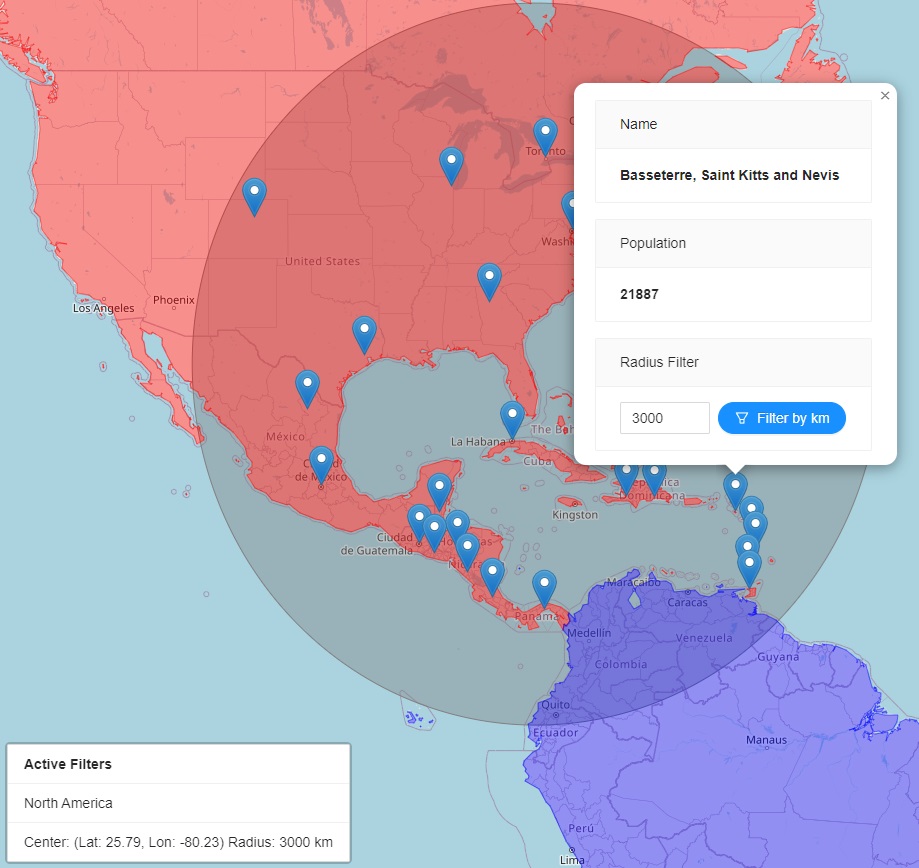 Toronto
Washi
United States
Los Angeles
Phoenix
México
Ciudad
de México
La Habana
The Bah
Cuba
República
Dominicana
Kingston
Ciudad
de Guatemala
Honduras
Panamá
Maracaibo
Caracas
Medellín
Venezuela
Colombia
Guyana
Quito
Ecuador
Manaus
Perú
Lima
×
Name
Basseterre, Saint Kitts and Nevis
Population
21887
Radius Filter
3000
Filter by km
Active Filters
North America
Center: (Lat: 25.79, Lon: -80.23) Radius: 3000 km